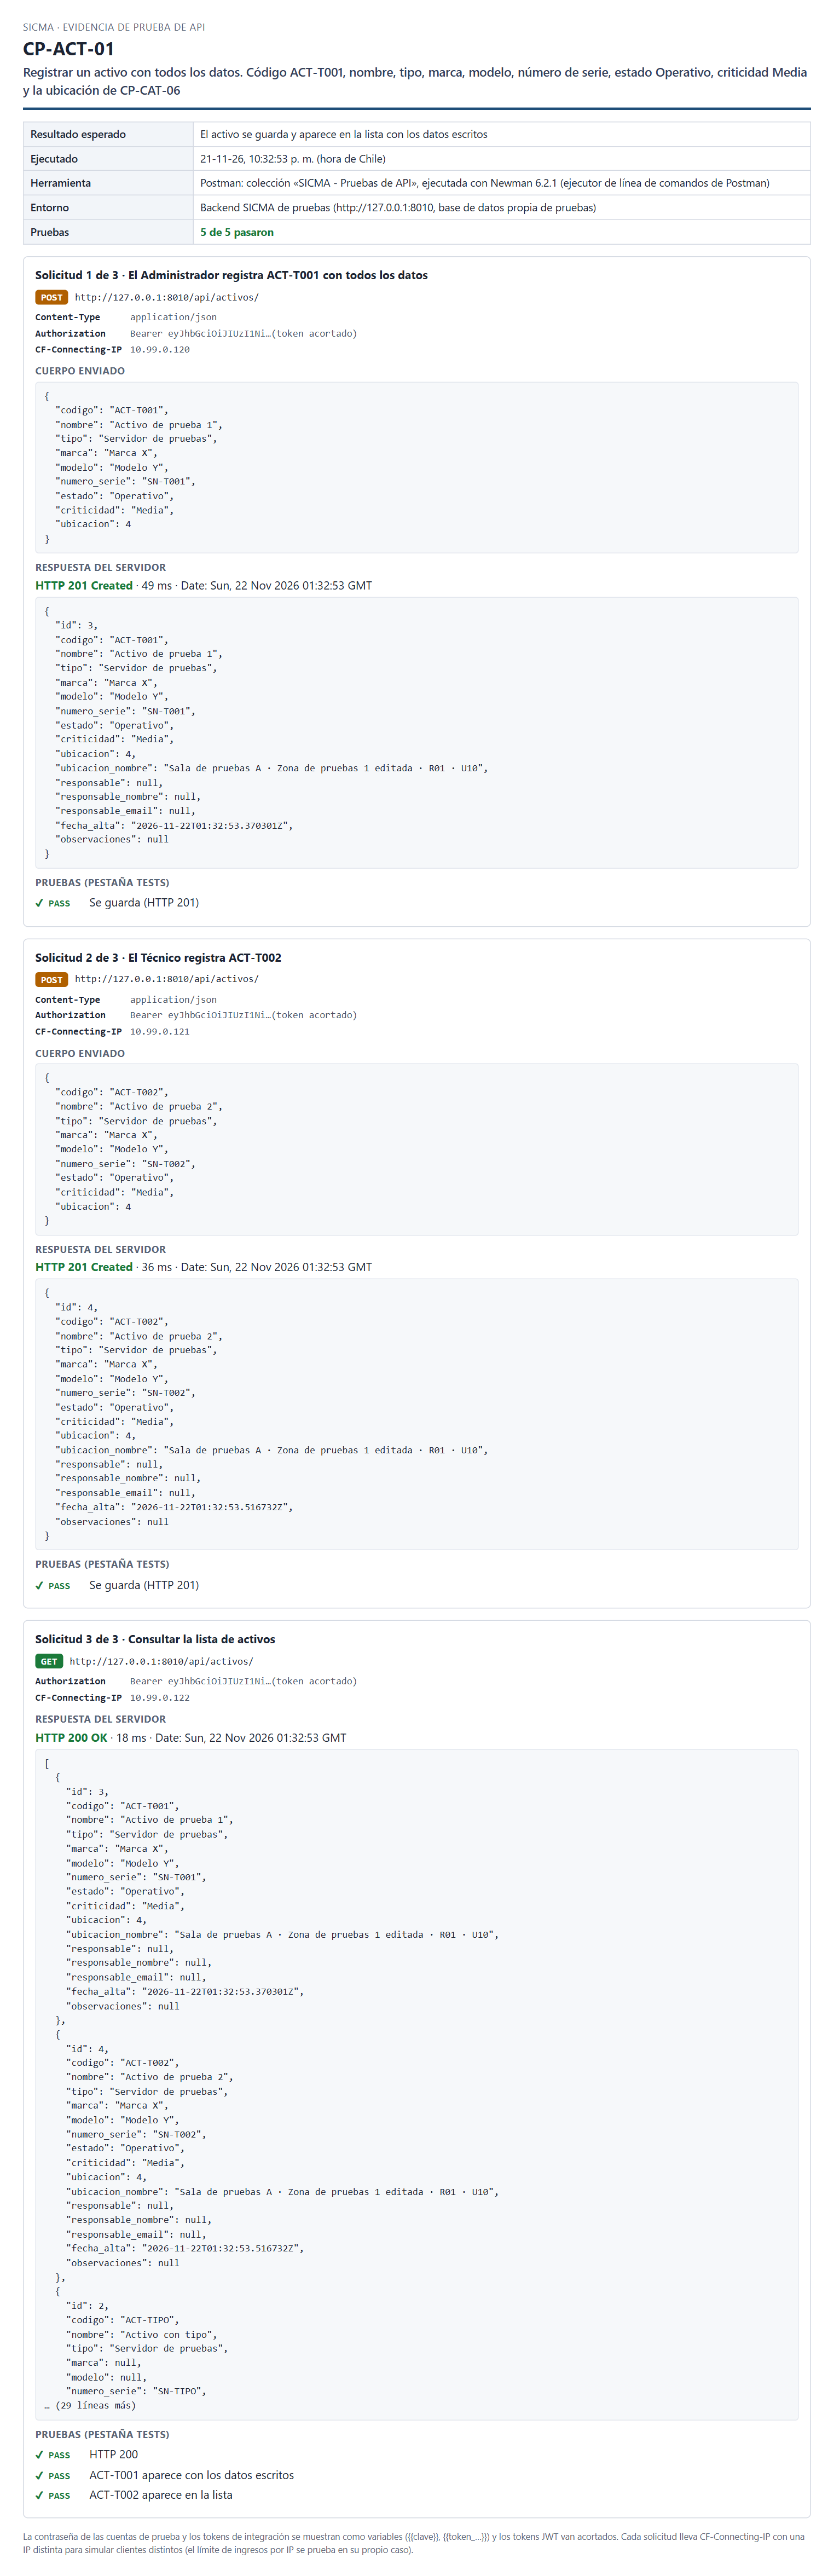 SICMA · EVIDENCIA DE PRUEBA DE API
CP-ACT-01
Registrar un activo con todos los datos. Código ACT-T001, nombre, tipo, marca, modelo, número de serie, estado Operativo, criticidad Media
y la ubicación de CP-CAT-06
Resultado esperado El activo se guarda y aparece en la lista con los datos escritos
Ejecutado 21-11-26, 10:32:53 p. m. (hora de Chile)
Herramienta Postman: colección «SICMA - Pruebas de API», ejecutada con Newman 6.2.1 (ejecutor de línea de comandos de Postman)
Entorno Backend SICMA de pruebas (http://127.0.0.1:8010, base de datos propia de pruebas)
Pruebas 5 de 5 pasaron
Solicitud 1 de 3 · El Administrador registra ACT-T001 con todos los datos
POST http://127.0.0.1:8010/api/activos/
Content-Type application/json
Authorization Bearer eyJhbGciOiJIUzI1Ni…(token acortado)
CF-Connecting-IP 10.99.0.120
CUERPO ENVIADO
{
"codigo": "ACT-T001",
"nombre": "Activo de prueba 1",
"tipo": "Servidor de pruebas",
"marca": "Marca X",
"modelo": "Modelo Y",
"numero_serie": "SN-T001",
"estado": "Operativo",
"criticidad": "Media",
"ubicacion": 4
}
RESPUESTA DEL SERVIDOR
HTTP 201 Created · 49 ms · Date: Sun, 22 Nov 2026 01:32:53 GMT
{
"id": 3,
"codigo": "ACT-T001",
"nombre": "Activo de prueba 1",
"tipo": "Servidor de pruebas",
"marca": "Marca X",
"modelo": "Modelo Y",
"numero_serie": "SN-T001",
"estado": "Operativo",
"criticidad": "Media",
"ubicacion": 4,
"ubicacion_nombre": "Sala de pruebas A · Zona de pruebas 1 editada · R01 · U10",
"responsable": null,
"responsable_nombre": null,
"responsable_email": null,
"fecha_alta": "2026-11-22T01:32:53.370301Z",
"observaciones": null
}
PRUEBAS (PESTAÑA TESTS)
✓ PASS Se guarda (HTTP 201)
Solicitud 2 de 3 · El Técnico registra ACT-T002
POST http://127.0.0.1:8010/api/activos/
Content-Type application/json
Authorization Bearer eyJhbGciOiJIUzI1Ni…(token acortado)
CF-Connecting-IP 10.99.0.121
CUERPO ENVIADO
{
"codigo": "ACT-T002",
"nombre": "Activo de prueba 2",
"tipo": "Servidor de pruebas",
"marca": "Marca X",
"modelo": "Modelo Y",
"numero_serie": "SN-T002",
"estado": "Operativo",
"criticidad": "Media",
"ubicacion": 4
}
RESPUESTA DEL SERVIDOR
HTTP 201 Created · 36 ms · Date: Sun, 22 Nov 2026 01:32:53 GMT
{
"id": 4,
"codigo": "ACT-T002",
"nombre": "Activo de prueba 2",
"tipo": "Servidor de pruebas",
"marca": "Marca X",
"modelo": "Modelo Y",
"numero_serie": "SN-T002",
"estado": "Operativo",
"criticidad": "Media",
"ubicacion": 4,
"ubicacion_nombre": "Sala de pruebas A · Zona de pruebas 1 editada · R01 · U10",
"responsable": null,
"responsable_nombre": null,
"responsable_email": null,
"fecha_alta": "2026-11-22T01:32:53.516732Z",
"observaciones": null
}
PRUEBAS (PESTAÑA TESTS)
✓ PASS Se guarda (HTTP 201)
Solicitud 3 de 3 · Consultar la lista de activos
GET http://127.0.0.1:8010/api/activos/
Authorization Bearer eyJhbGciOiJIUzI1Ni…(token acortado)
CF-Connecting-IP 10.99.0.122
RESPUESTA DEL SERVIDOR
HTTP 200 OK · 18 ms · Date: Sun, 22 Nov 2026 01:32:53 GMT
[
{
"id": 3,
"codigo": "ACT-T001",
"nombre": "Activo de prueba 1",
"tipo": "Servidor de pruebas",
"marca": "Marca X",
"modelo": "Modelo Y",
"numero_serie": "SN-T001",
"estado": "Operativo",
"criticidad": "Media",
"ubicacion": 4,
"ubicacion_nombre": "Sala de pruebas A · Zona de pruebas 1 editada · R01 · U10",
"responsable": null,
"responsable_nombre": null,
"responsable_email": null,
"fecha_alta": "2026-11-22T01:32:53.370301Z",
"observaciones": null
},
{
"id": 4,
"codigo": "ACT-T002",
"nombre": "Activo de prueba 2",
"tipo": "Servidor de pruebas",
"marca": "Marca X",
"modelo": "Modelo Y",
"numero_serie": "SN-T002",
"estado": "Operativo",
"criticidad": "Media",
"ubicacion": 4,
"ubicacion_nombre": "Sala de pruebas A · Zona de pruebas 1 editada · R01 · U10",
"responsable": null,
"responsable_nombre": null,
"responsable_email": null,
"fecha_alta": "2026-11-22T01:32:53.516732Z",
"observaciones": null
},
{
"id": 2,
"codigo": "ACT-TIPO",
"nombre": "Activo con tipo",
"tipo": "Servidor de pruebas",
"marca": null,
"modelo": null,
"numero_serie": "SN-TIPO",
… (29 líneas más)
PRUEBAS (PESTAÑA TESTS)
✓ PASS HTTP 200
✓ PASS ACT-T001 aparece con los datos escritos
✓ PASS ACT-T002 aparece en la lista
La contraseña de las cuentas de prueba y los tokens de integración se muestran como variables ({{clave}}, {{token_…}}) y los tokens JWT van acortados. Cada solicitud lleva CF-Connecting-IP con una
IP distinta para simular clientes distintos (el límite de ingresos por IP se prueba en su propio caso).